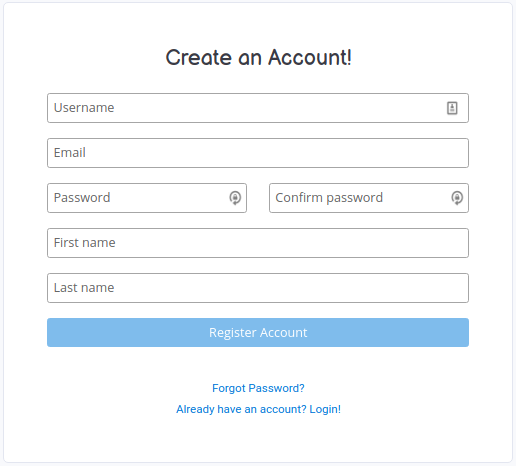 Create an Account!
Username
Email
Password Confirm password
First name
Last name
Register Account
Forgot Password?
Already have an account? Login!